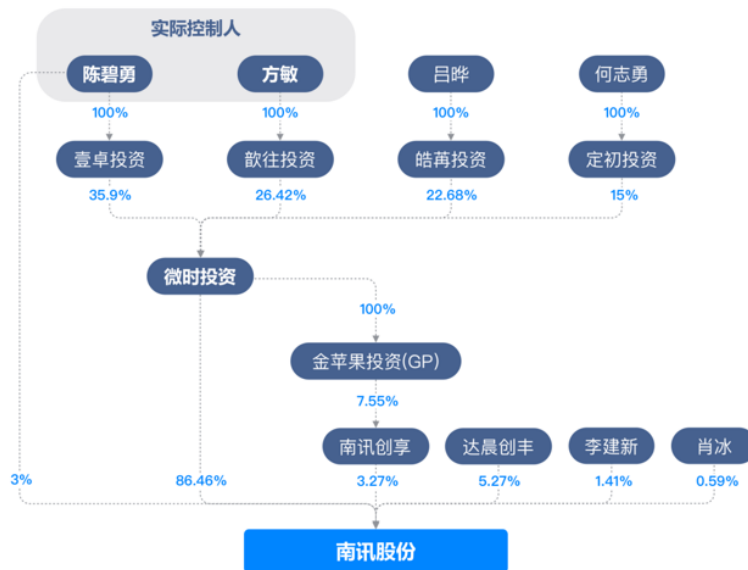 实际控制人
陈碧勇 方敏 吕晔 何志勇
100% 100% 100% 100%
壹卓投资 歆往投资 皓苒投资 定初投资
35.9% 26.42% 22.68% 15%
微时投资
100%
金苹果投资(GP)
7.55%
南讯创享 达晨创丰 李建新 肖冰
3% 86.46% 3.27% 5.27% 1.41% 0.59%
南讯股份